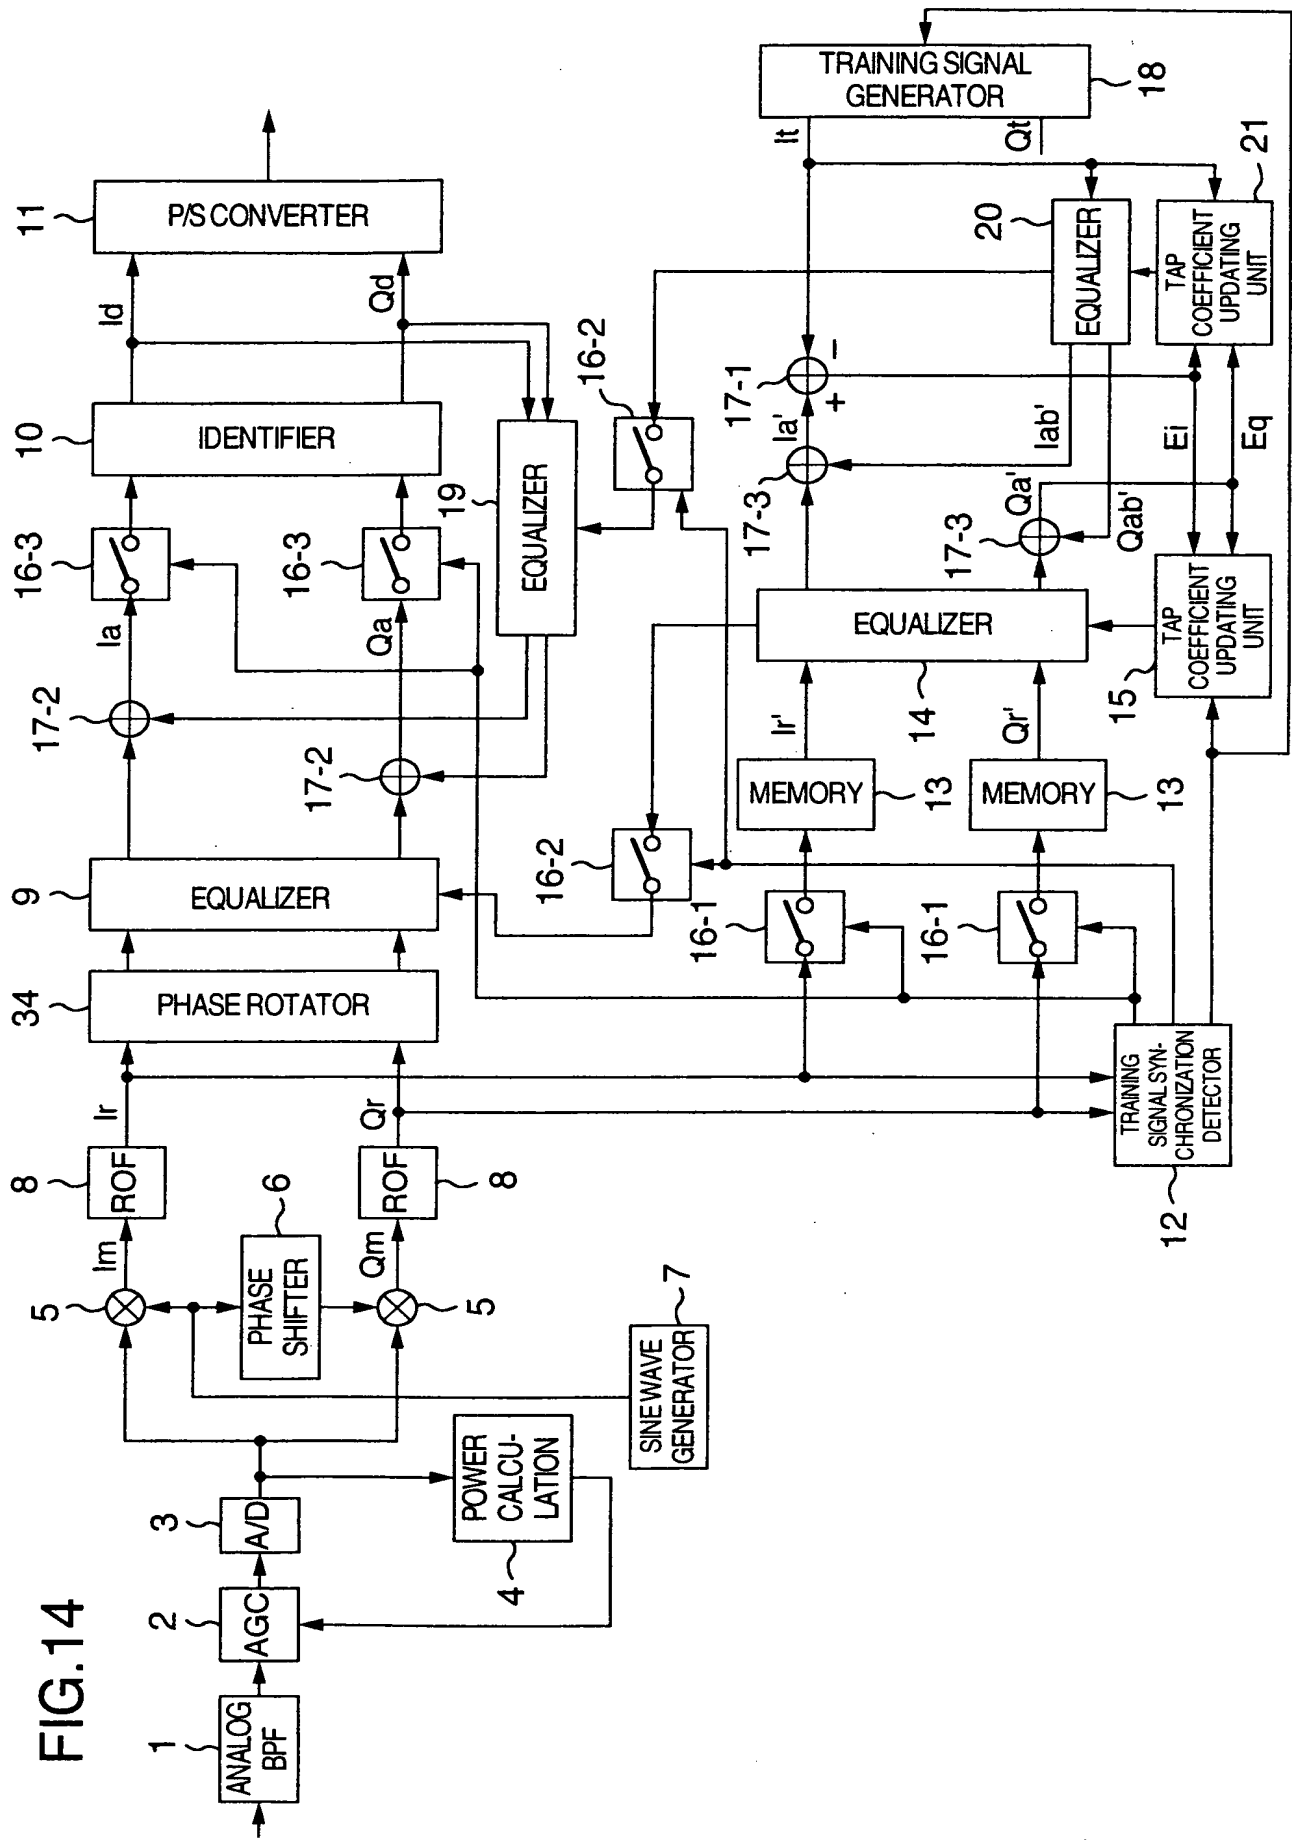 FIG.14
1
ANALOG
BPF
2
AGC
3
A/D
4
POWER
CALCU-
LATION
5
5
6
PHASE
SHIFTER
7
SINE WAVE
GENERATOR
Im
Qm
8
ROF
8
ROF
Ir
Qr
34
PHASE ROTATOR
9
EQUALIZER
17-2
17-2
Ia
Qa
16-3
16-3
10
IDENTIFIER
Id
Qd
11
P/S CONVERTER
19
EQUALIZER
16-2
16-2
12
TRAINING
SIGNAL SYN-
CHRONIZATION
DETECTOR
16-1
16-1
MEMORY
13
MEMORY
13
Ir'
Qr'
14
EQUALIZER
15
TAP
COEFFICIENT
UPDATING
UNIT
17-3
17-3
Ia'
Qa'
17-1
+
−
Iab'
Qab'
Ei
Eq
20
EQUALIZER
21
TAP
COEFFICIENT
UPDATING
UNIT
It
Qt
18
TRAINING SIGNAL
GENERATOR